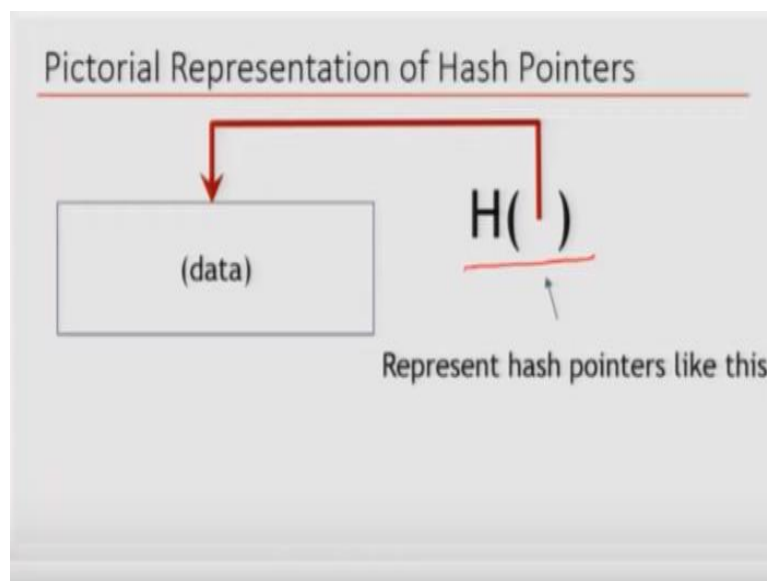 Pictorial Representation of Hash Pointers
(data)
H( )
Represent hash pointers like this